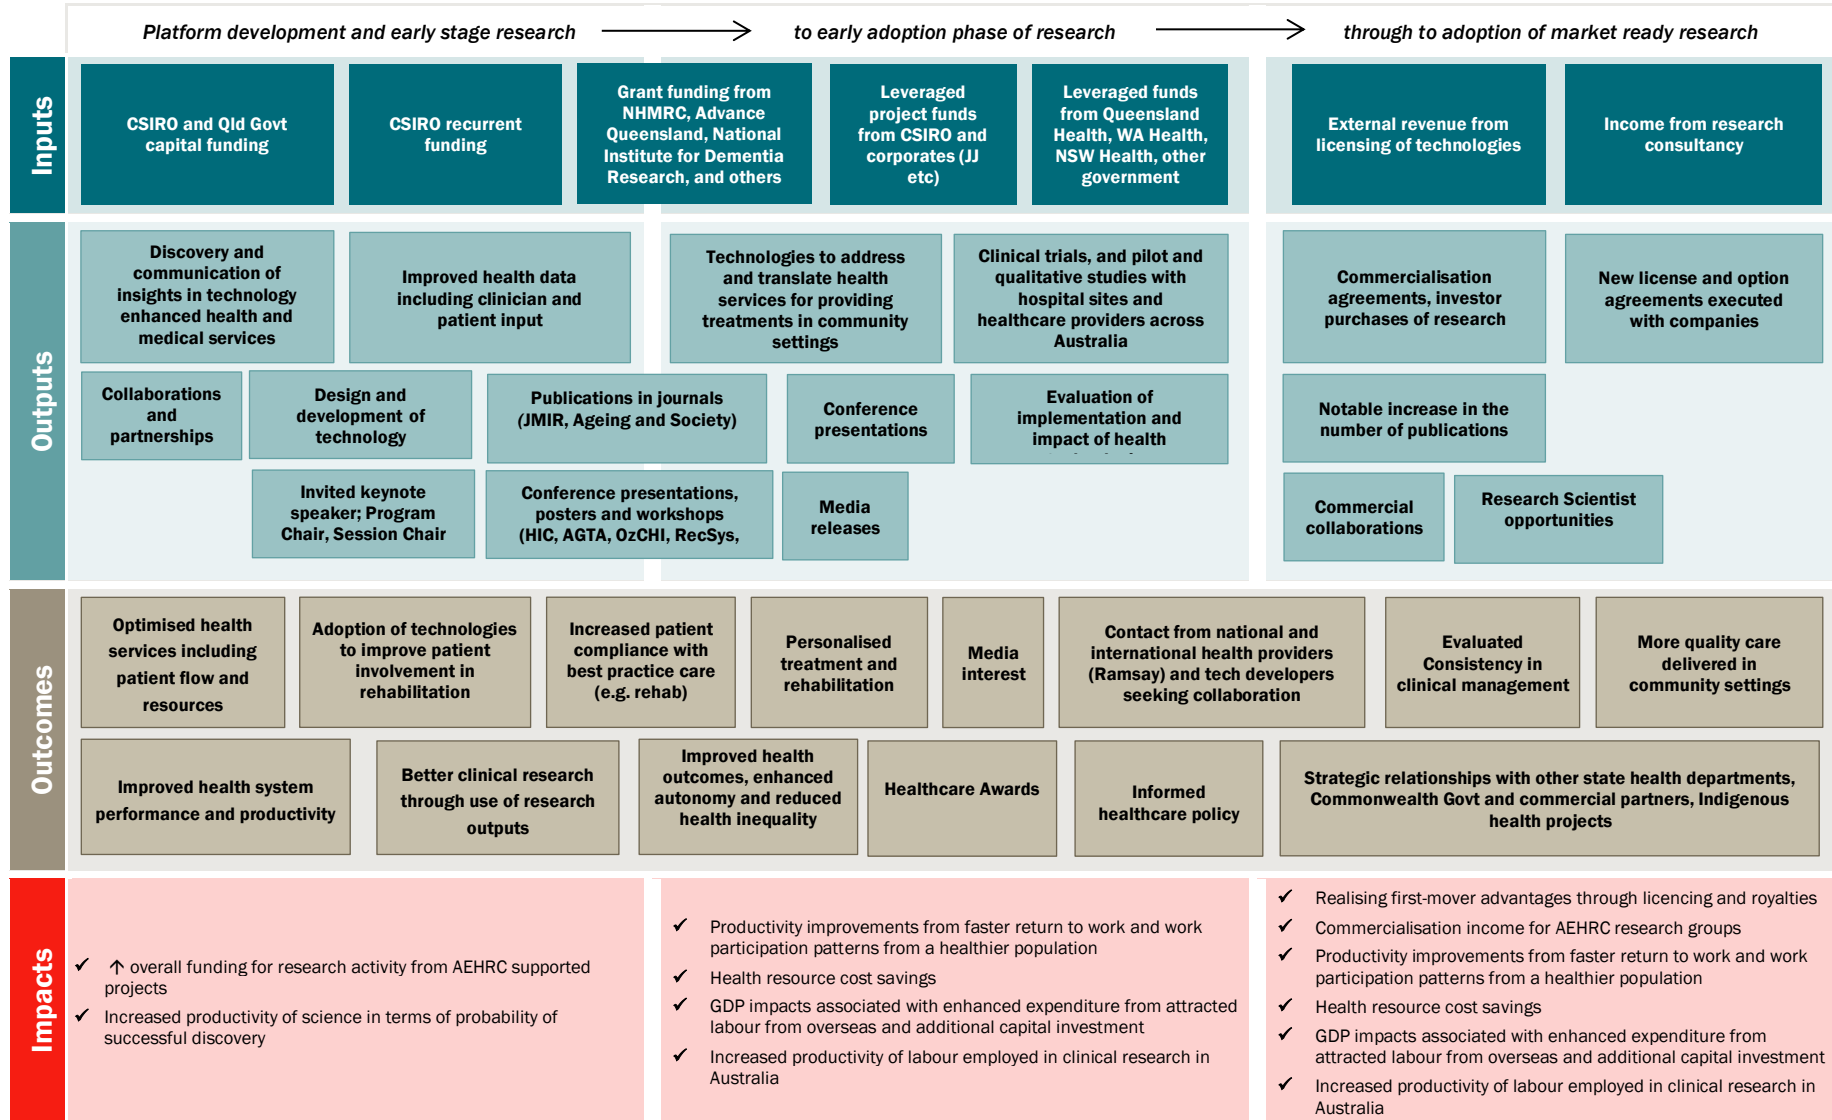 Platform development and early stage research
to early adoption phase of research
through to adoption of market ready research
Inputs
CSIRO and Qld Govt
capital funding
CSIRO recurrent
funding
Grant funding from
NHMRC, Advance
Queensland, National
Institute for Dementia
Research, and others
Leveraged
project funds
from CSIRO and
corporates (JJ
etc)
Leveraged funds
from Queensland
Health, WA Health,
NSW Health, other
government
External revenue from
licensing of technologies
Income from research
consultancy
Outputs
Discovery and
communication of
insights in technology
enhanced health and
medical services
Improved health data
including clinician and
patient input
Technologies to address
and translate health
services for providing
treatments in community
settings
Clinical trials, and pilot and
qualitative studies with
hospital sites and
healthcare providers across
Australia
Commercialisation
agreements, investor
purchases of research
New license and option
agreements executed
with companies
Collaborations
and
partnerships
Design and
development of
technology
Publications in journals
(JMIR, Ageing and Society)
Conference
presentations
Evaluation of
implementation and
impact of health
Notable increase in the
number of publications
Invited keynote
speaker; Program
Chair, Session Chair
Conference presentations,
posters and workshops
(HIC, AGTA, OzCHI, RecSys,
Media
releases
Commercial
collaborations
Research Scientist
opportunities
Outcomes
Optimised health
services including
patient flow and
resources
Adoption of technologies
to improve patient
involvement in
rehabilitation
Increased patient
compliance with
best practice care
(e.g. rehab)
Personalised
treatment and
rehabilitation
Media
interest
Contact from national and
international health providers
(Ramsay) and tech developers
seeking collaboration
Evaluated
Consistency in
clinical management
More quality care
delivered in
community settings
Improved health system
performance and productivity
Better clinical research
through use of research
outputs
Improved health
outcomes, enhanced
autonomy and reduced
health inequality
Healthcare Awards
Informed
healthcare policy
Strategic relationships with other state health departments,
Commonwealth Govt and commercial partners, Indigenous
health projects
Impacts
✓ ↑ overall funding for research activity from AEHRC supported
projects
✓ Increased productivity of science in terms of probability of
successful discovery
✓ Productivity improvements from faster return to work and work
participation patterns from a healthier population
✓ Health resource cost savings
✓ GDP impacts associated with enhanced expenditure from attracted
labour from overseas and additional capital investment
✓ Increased productivity of labour employed in clinical research in
Australia
✓ Realising first-mover advantages through licencing and royalties
✓ Commercialisation income for AEHRC research groups
✓ Productivity improvements from faster return to work and work
participation patterns from a healthier population
✓ Health resource cost savings
✓ GDP impacts associated with enhanced expenditure from
attracted labour from overseas and additional capital investment
✓ Increased productivity of labour employed in clinical research in
Australia